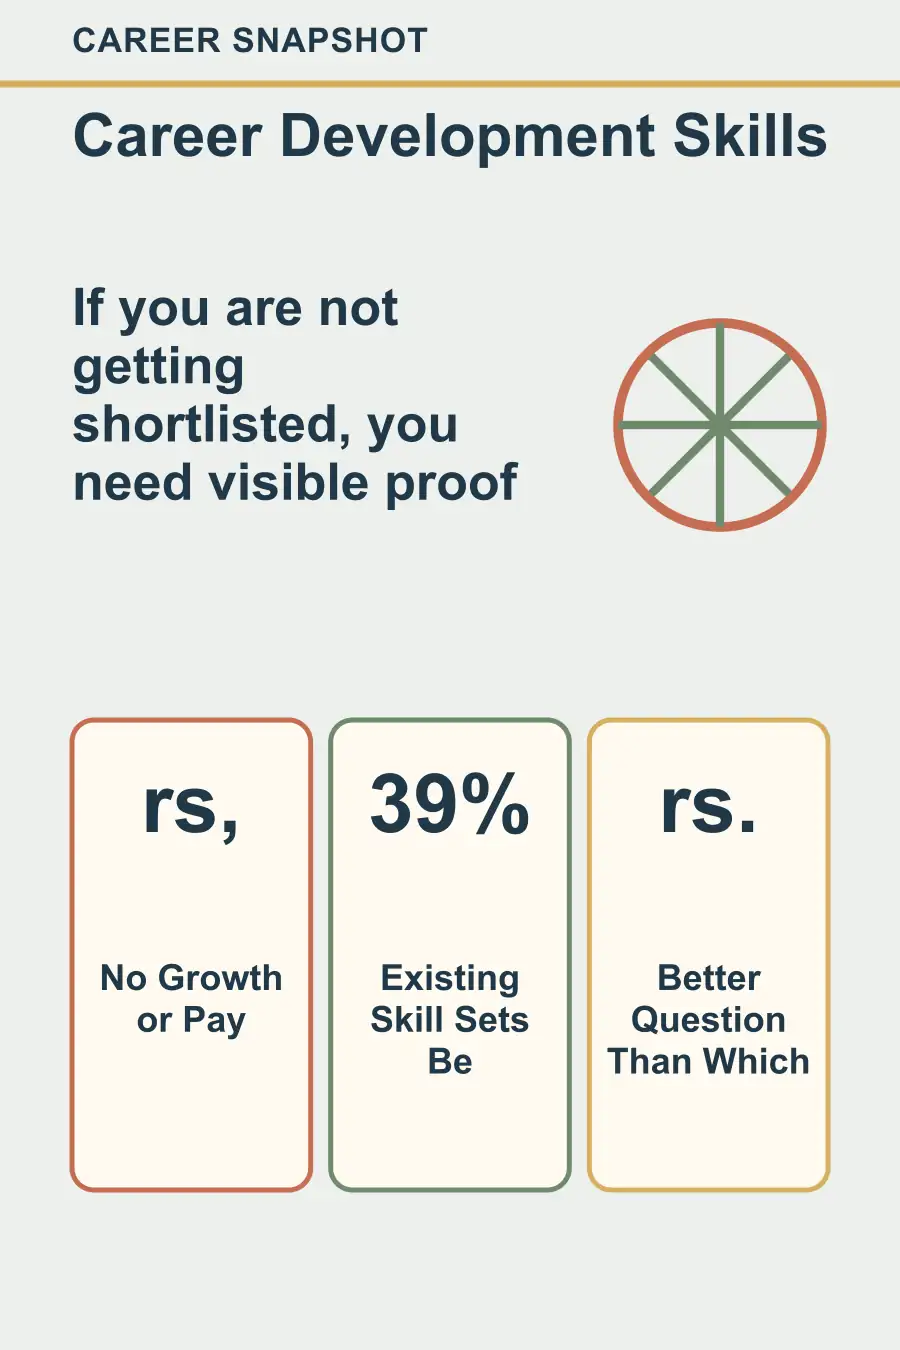 CAREER SNAPSHOT
Career Development Skills
If you are not
getting
shortlisted, you
need visible proof
rs,
No Growth
or Pay
39%
Existing
Skill Sets
Be
rs.
Better
Question
Than Which